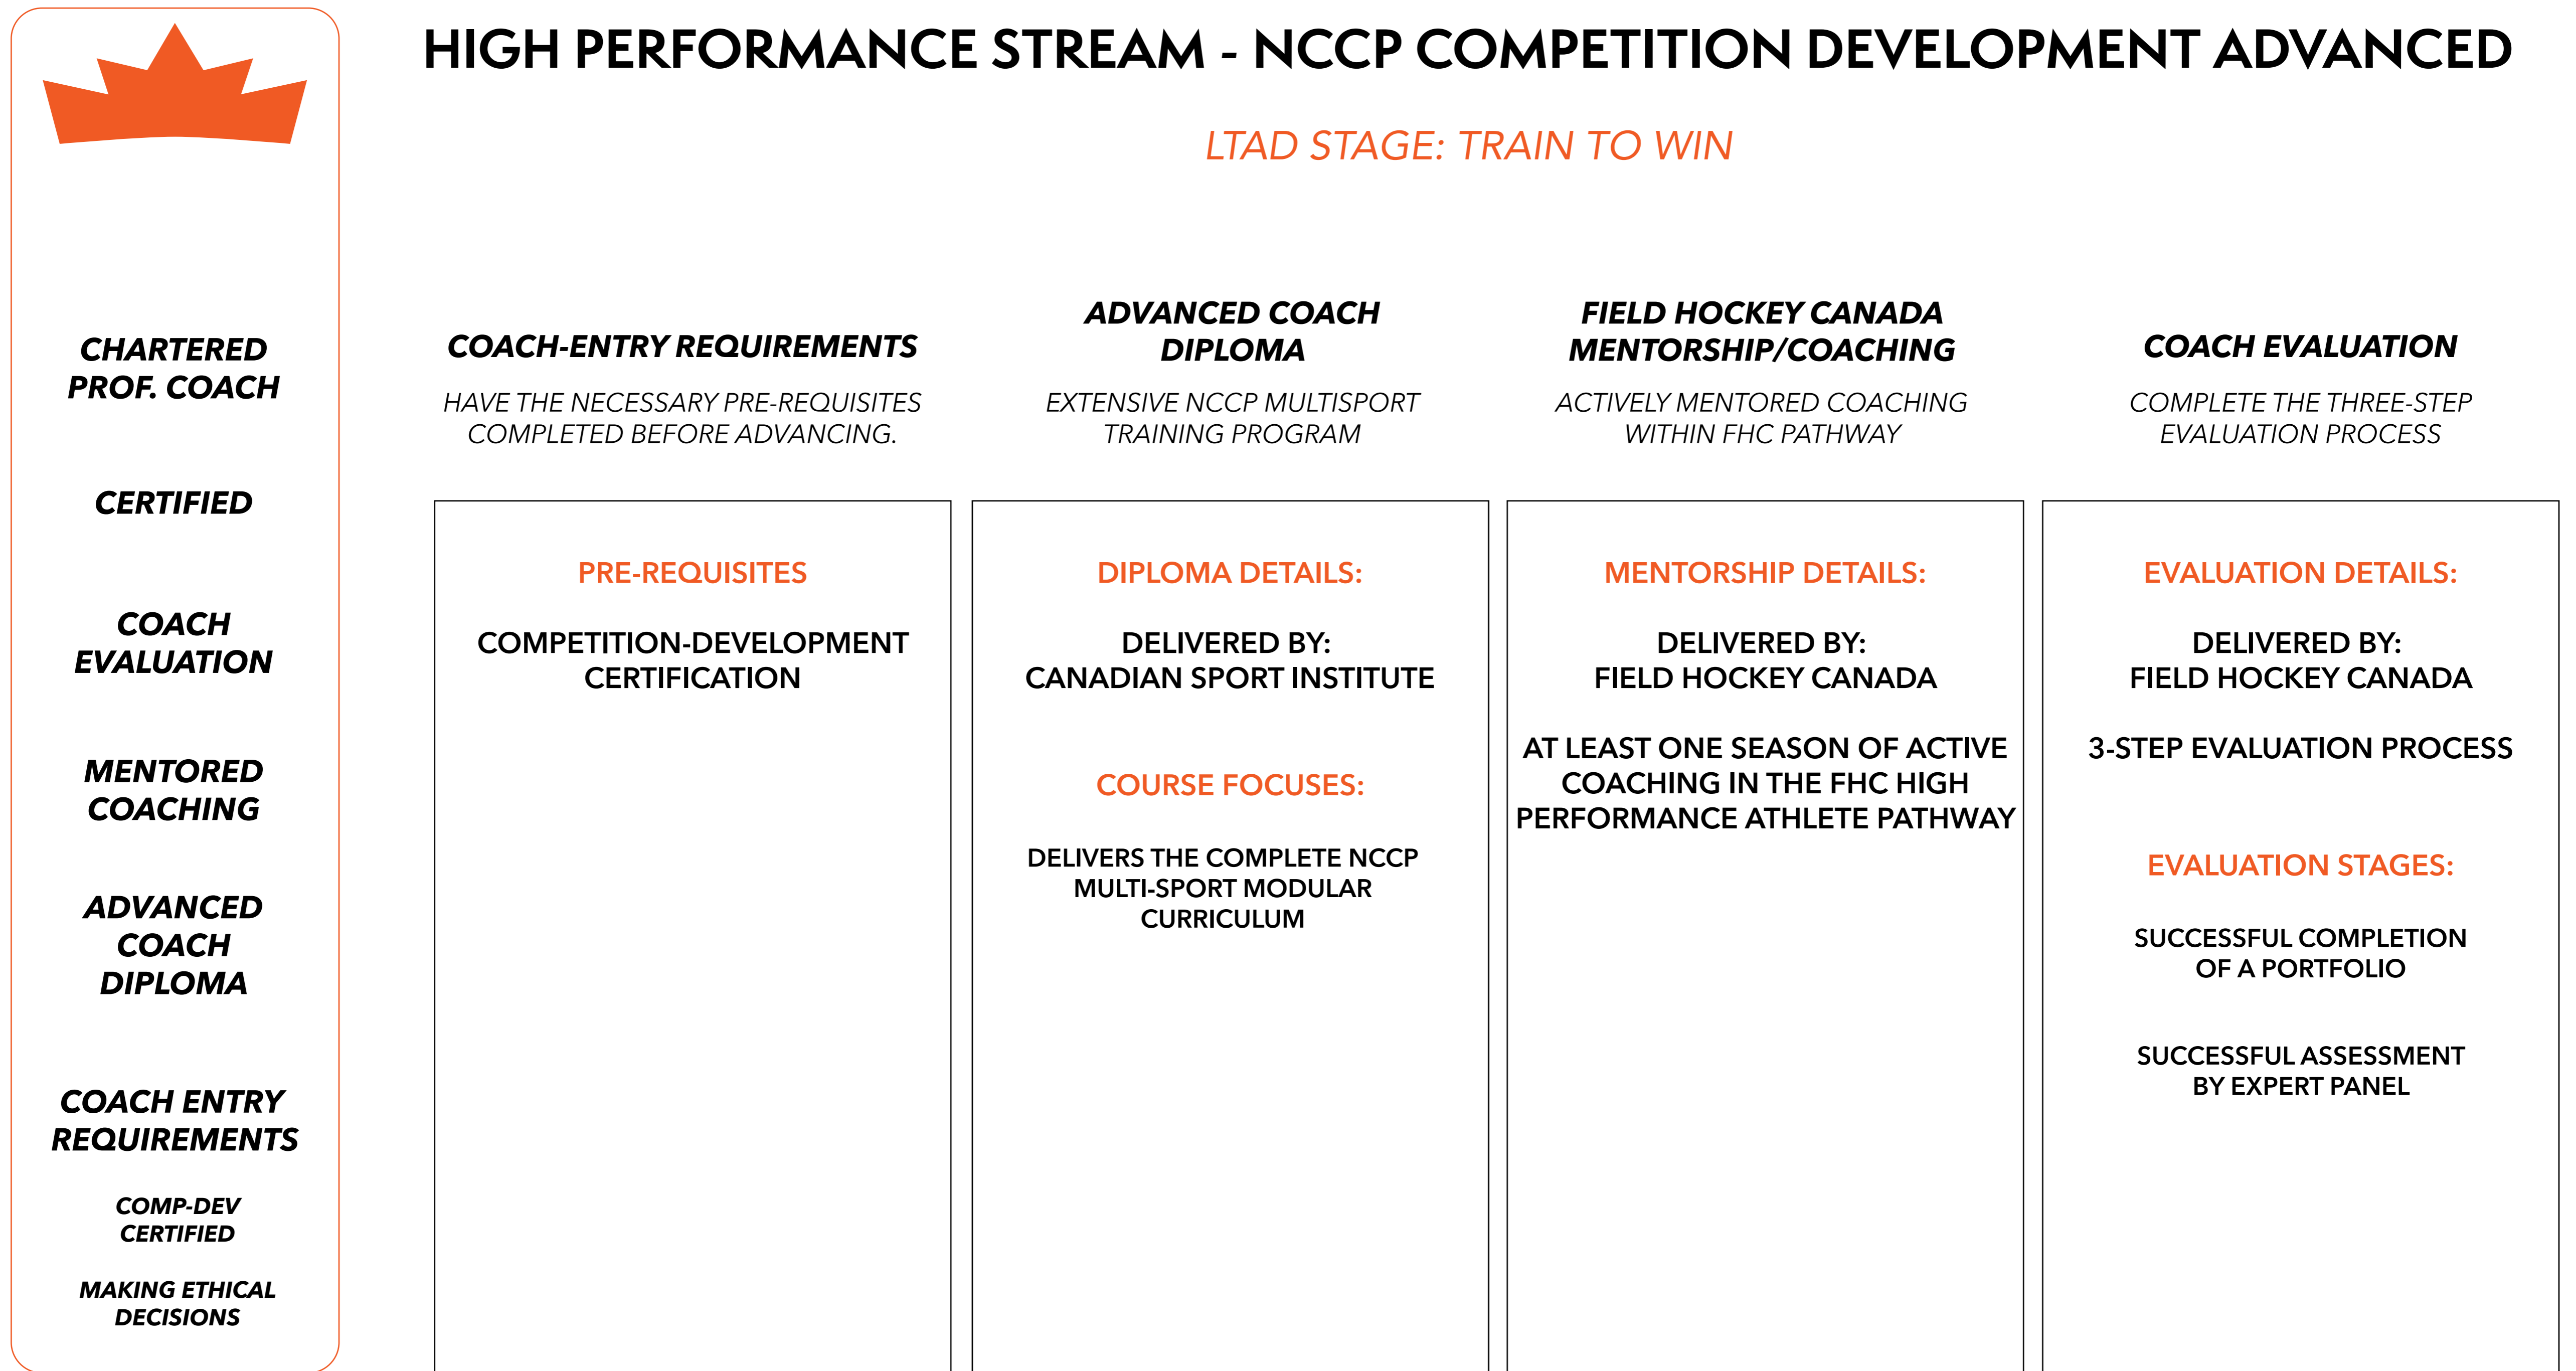 HIGH PERFORMANCE STREAM - NCCP COMPETITION DEVELOPMENT ADVANCED
LTAD STAGE: TRAIN TO WIN
CHARTERED
PROF. COACH
CERTIFIED
COACH
EVALUATION
MENTORED
COACHING
ADVANCED
COACH
DIPLOMA
COACH ENTRY
REQUIREMENTS
COMP-DEV
CERTIFIED
MAKING ETHICAL
DECISIONS
COACH-ENTRY REQUIREMENTS
HAVE THE NECESSARY PRE-REQUISITES
COMPLETED BEFORE ADVANCING.
PRE-REQUISITES
COMPETITION-DEVELOPMENT
CERTIFICATION
ADVANCED COACH
DIPLOMA
EXTENSIVE NCCP MULTISPORT
TRAINING PROGRAM
DIPLOMA DETAILS:
DELIVERED BY:
CANADIAN SPORT INSTITUTE
COURSE FOCUSES:
DELIVERS THE COMPLETE NCCP
MULTI-SPORT MODULAR
CURRICULUM
FIELD HOCKEY CANADA
MENTORSHIP/COACHING
ACTIVELY MENTORED COACHING
WITHIN FHC PATHWAY
MENTORSHIP DETAILS:
DELIVERED BY:
FIELD HOCKEY CANADA
AT LEAST ONE SEASON OF ACTIVE
COACHING IN THE FHC HIGH
PERFORMANCE ATHLETE PATHWAY
COACH EVALUATION
COMPLETE THE THREE-STEP
EVALUATION PROCESS
EVALUATION DETAILS:
DELIVERED BY:
FIELD HOCKEY CANADA
3-STEP EVALUATION PROCESS
EVALUATION STAGES:
SUCCESSFUL COMPLETION
OF A PORTFOLIO
SUCCESSFUL ASSESSMENT
BY EXPERT PANEL